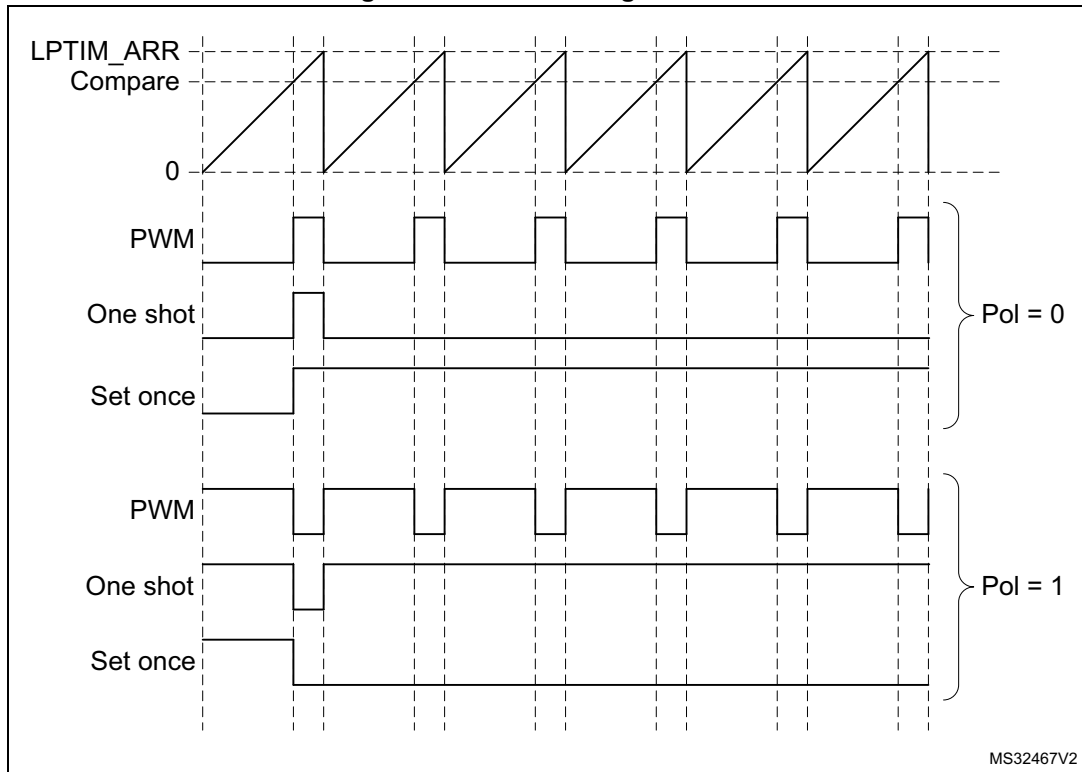 LPTIM_ARR
Compare
0
PWM
One shot
Pol = 0
Set once
PWM
One shot
Pol = 1
Set once
MS32467V2